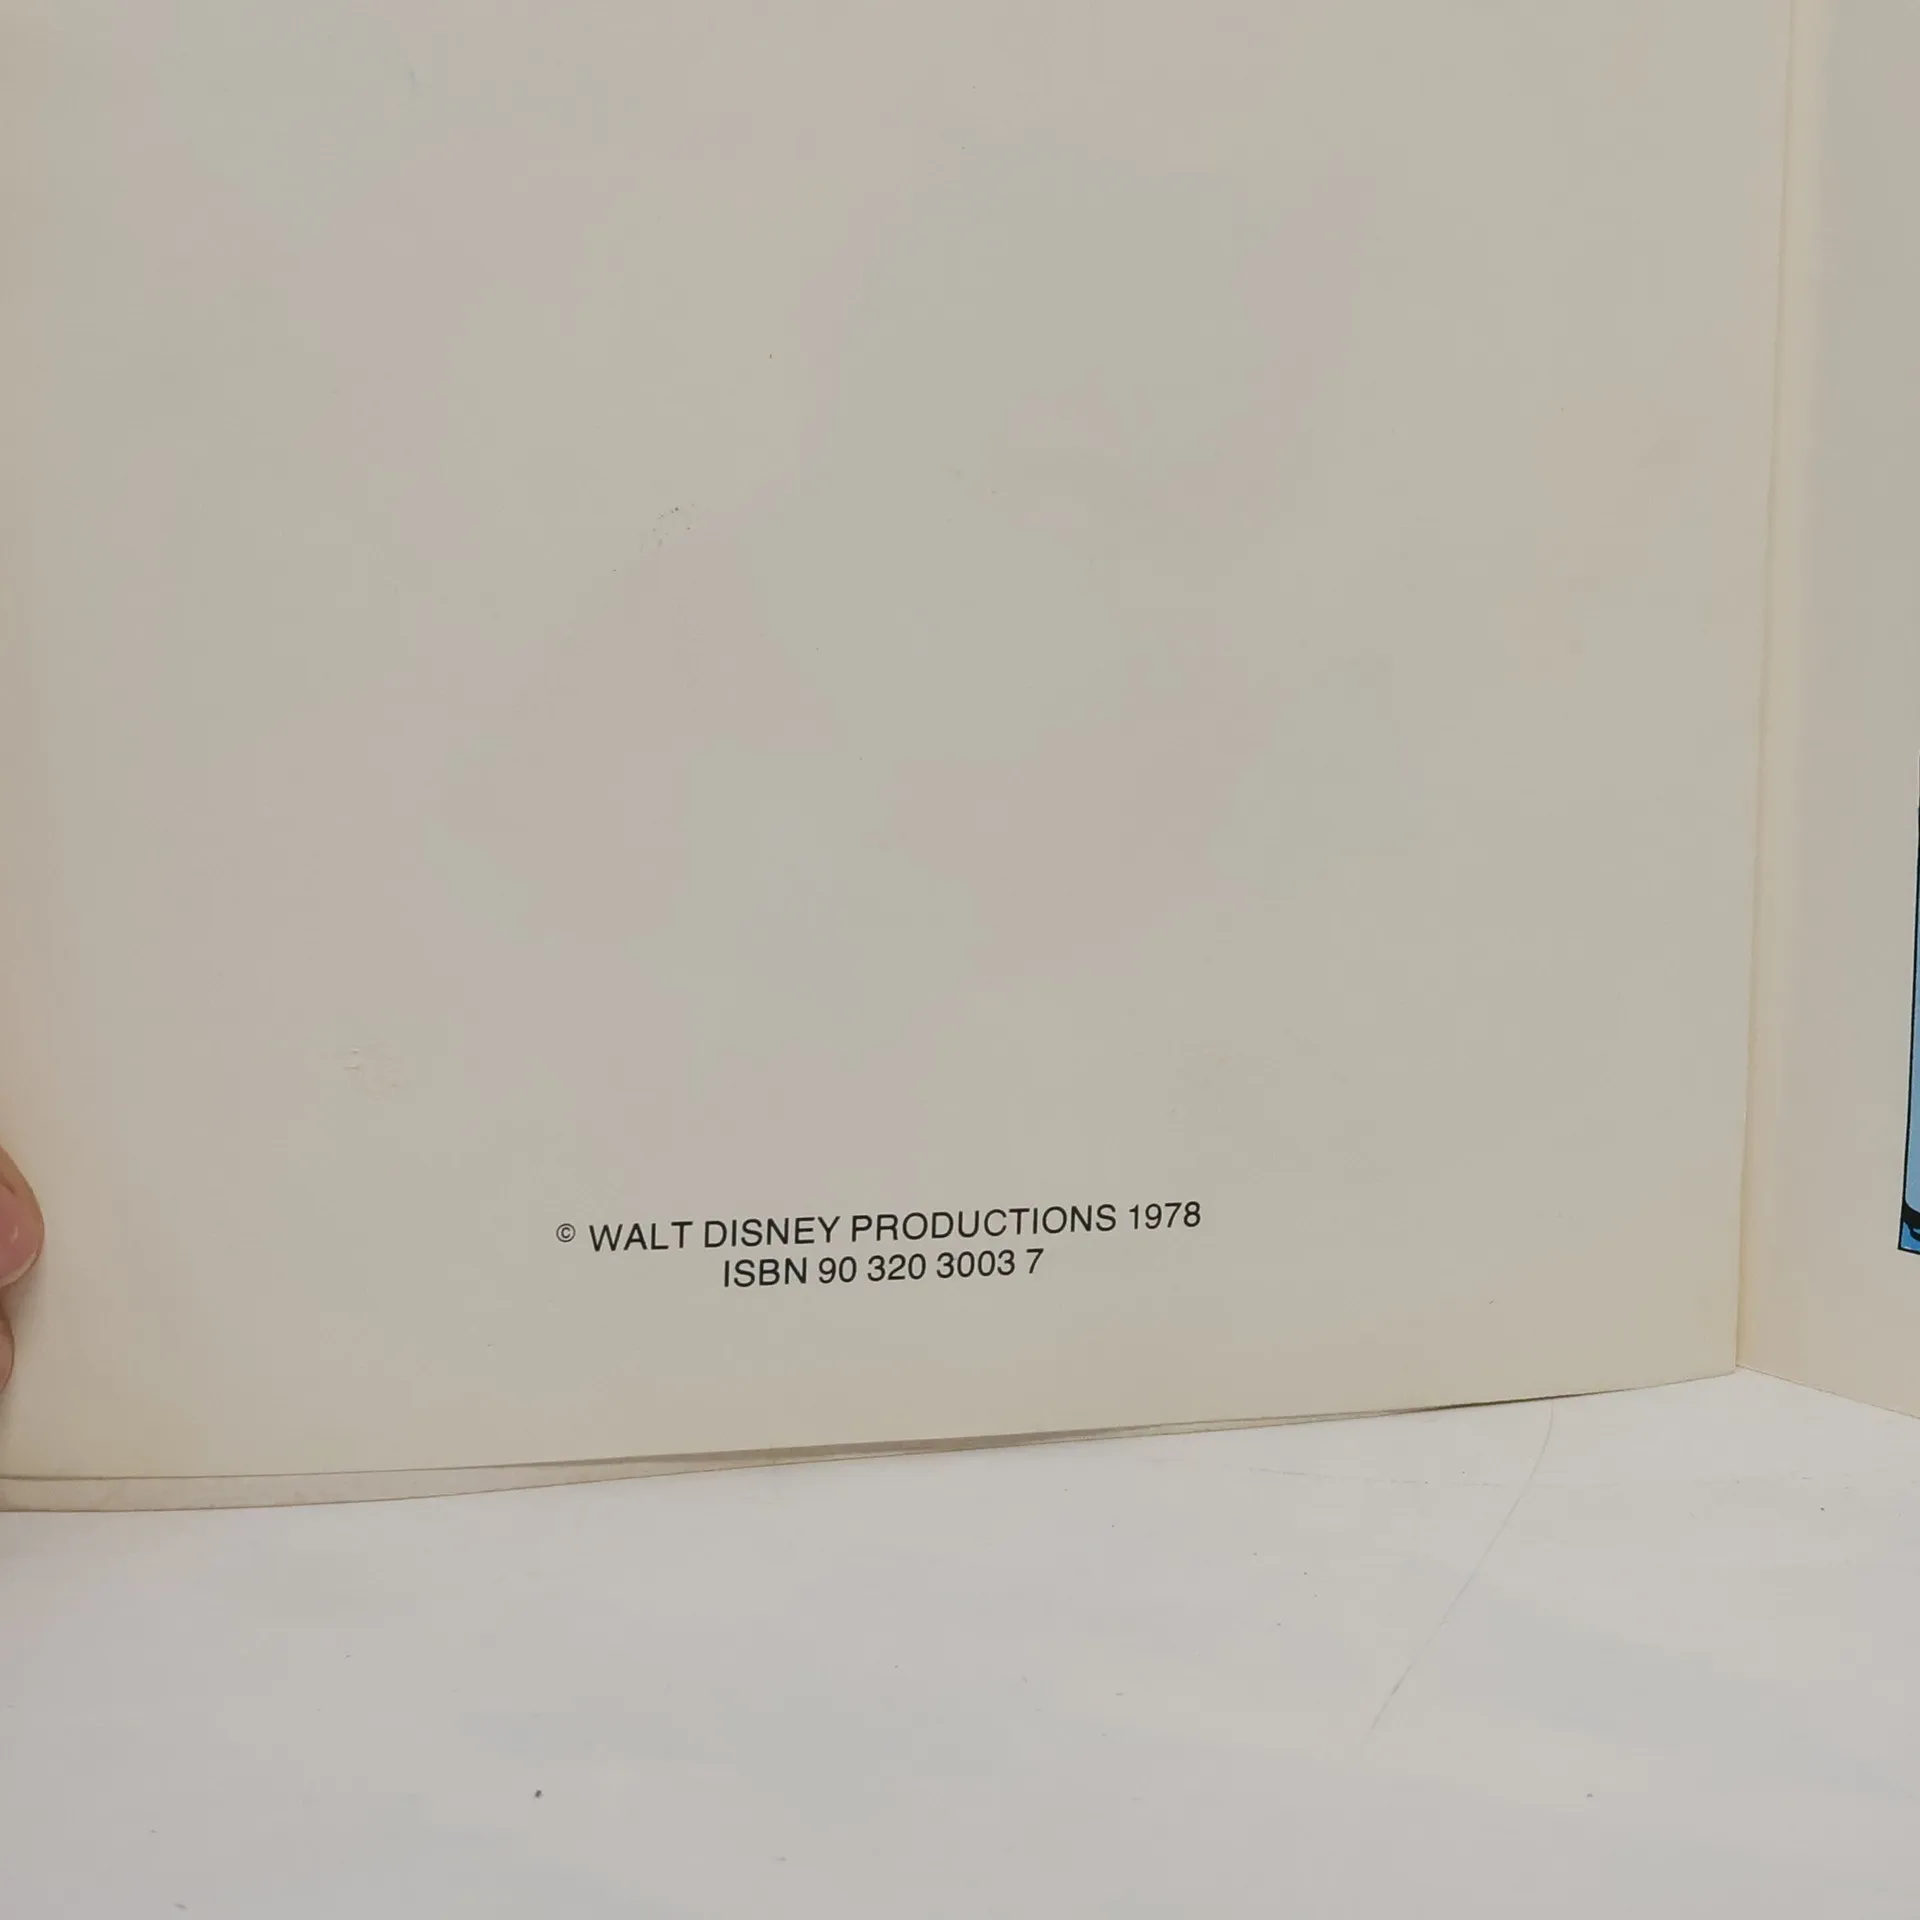 © WALT DISNEY PRODUCTIONS 1978
ISBN 90 320 3003 7